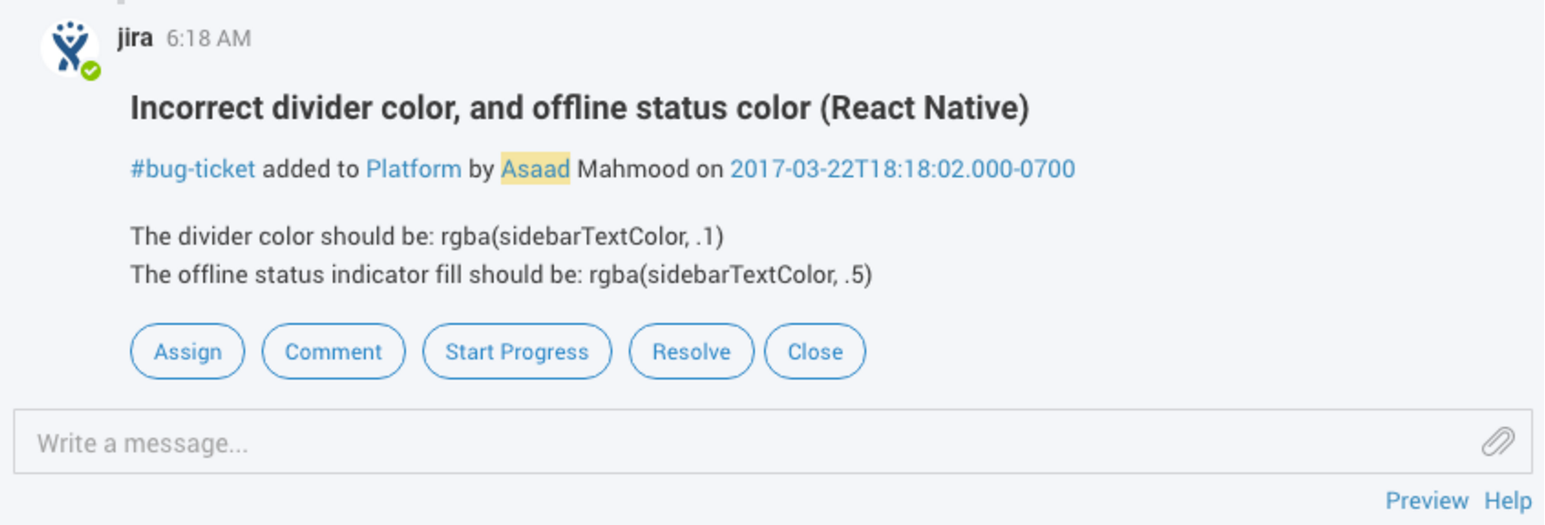 jira 6:18 AM
Incorrect divider color, and offline status color (React Native)
#bug-ticket added to Platform by Asaad Mahmood on 2017-03-22T18:18:02.000-0700
The divider color should be: rgba(sidebarTextColor, .1)
The offline status indicator fill should be: rgba(sidebarTextColor, .5)
Assign Comment Start Progress Resolve Close
Write a message...
Preview Help